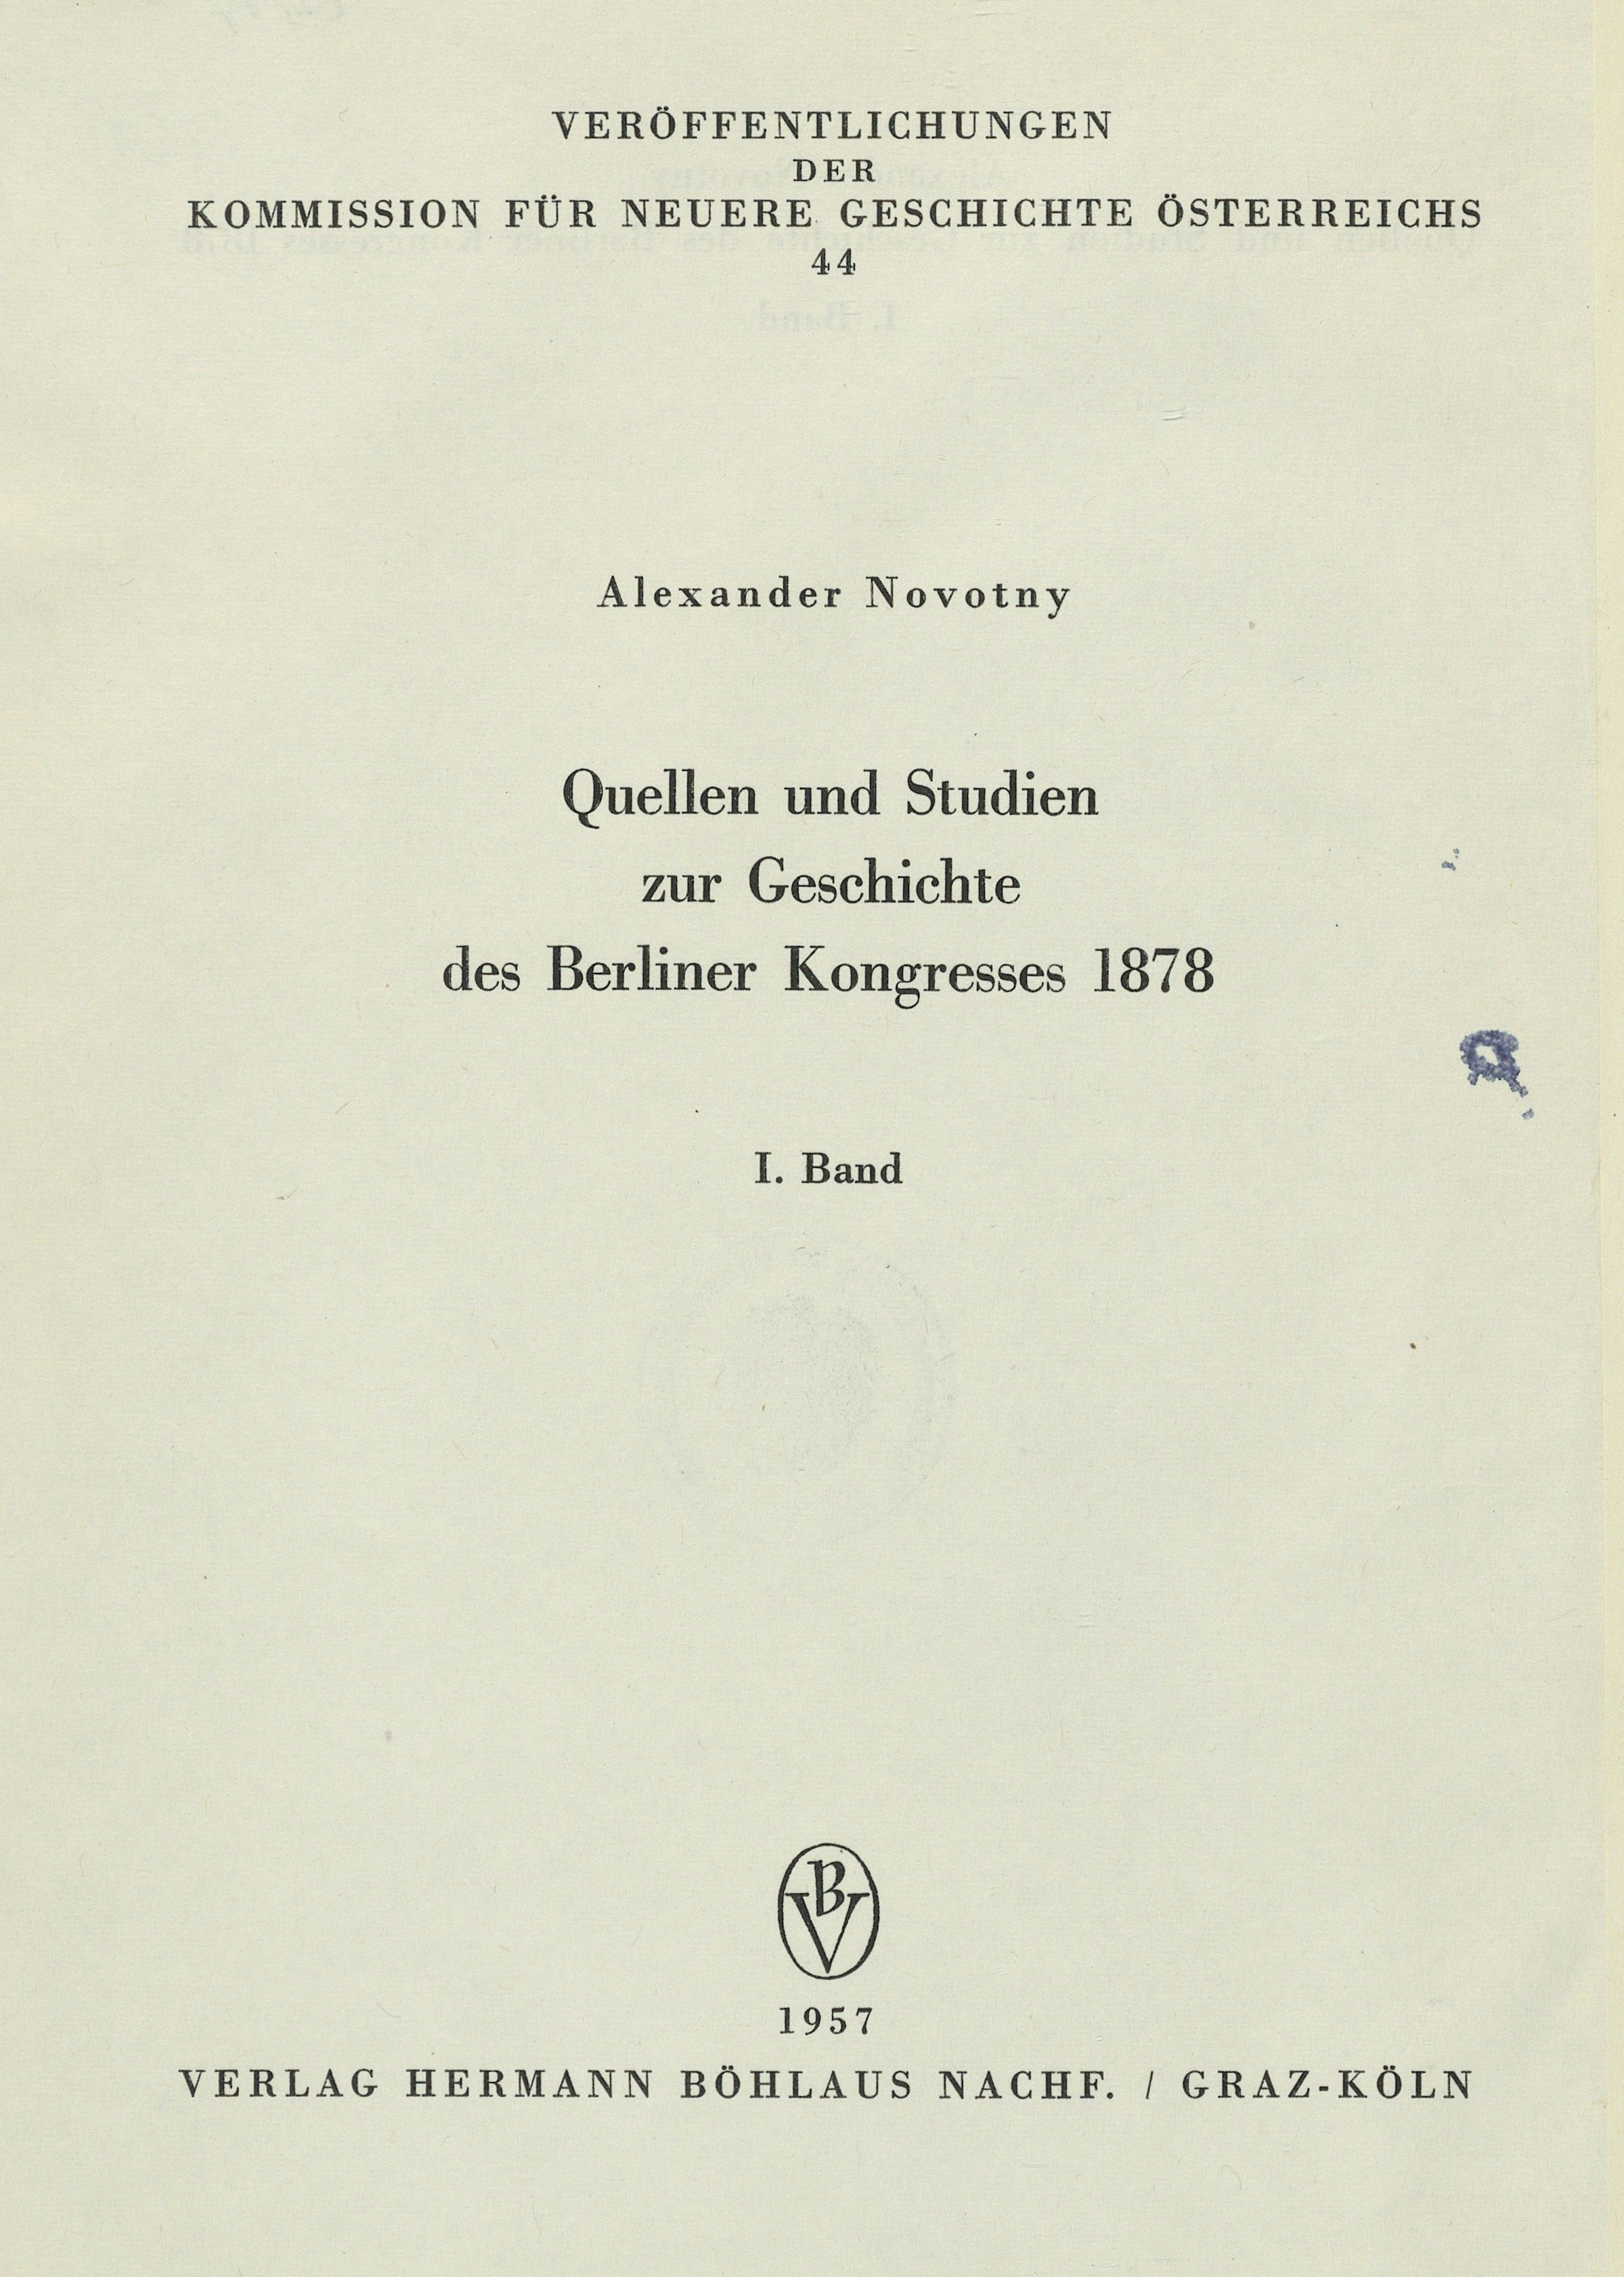 VERÖFFENTLICHUNGEN
DER
KOMMISSION FÜR NEUERE GESCHICHTE ÖSTERREICHS
44
Alexander Novotny
Quellen und Studien
zur Geschichte
des Berliner Kongresses 1878
I. Band
BV
1957
VERLAG HERMANN BÖHLAUS NACHF. / GRAZ-KÖLN